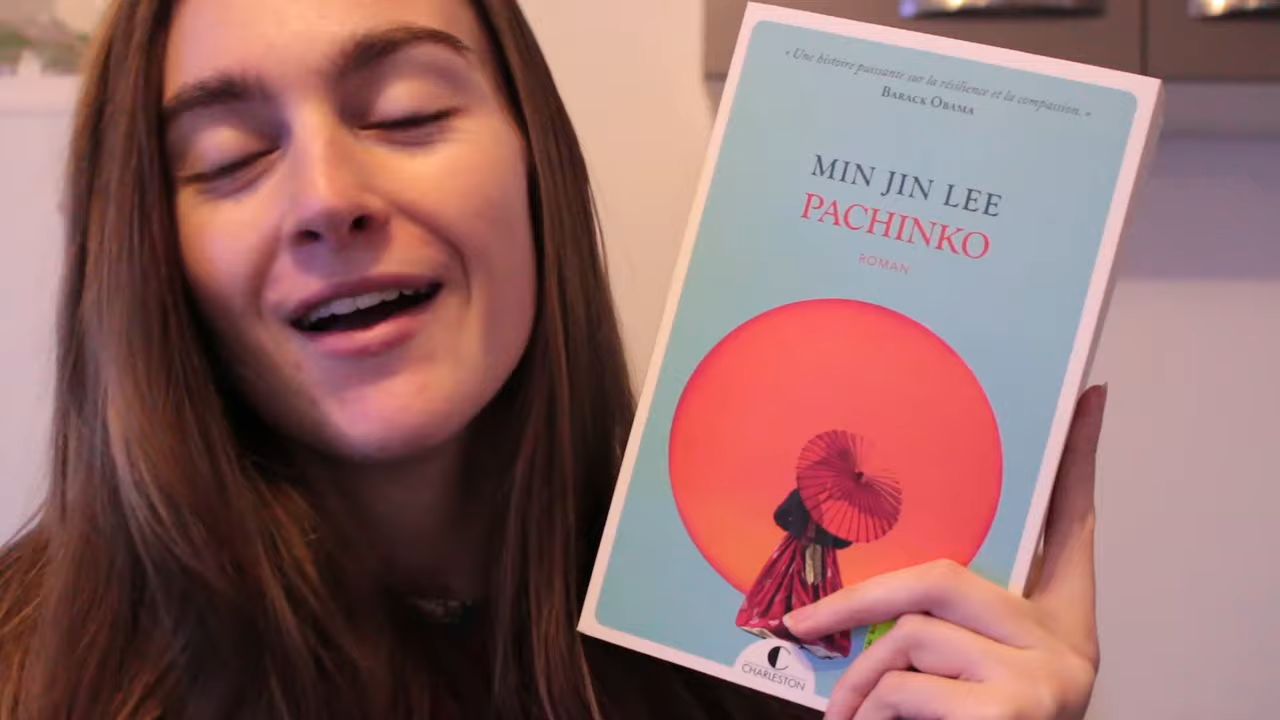 « Une histoire puissante sur la résilience et la compassion. »
BARACK OBAMA
MIN JIN LEE
PACHINKO
ROMAN
C
CHARLESTON